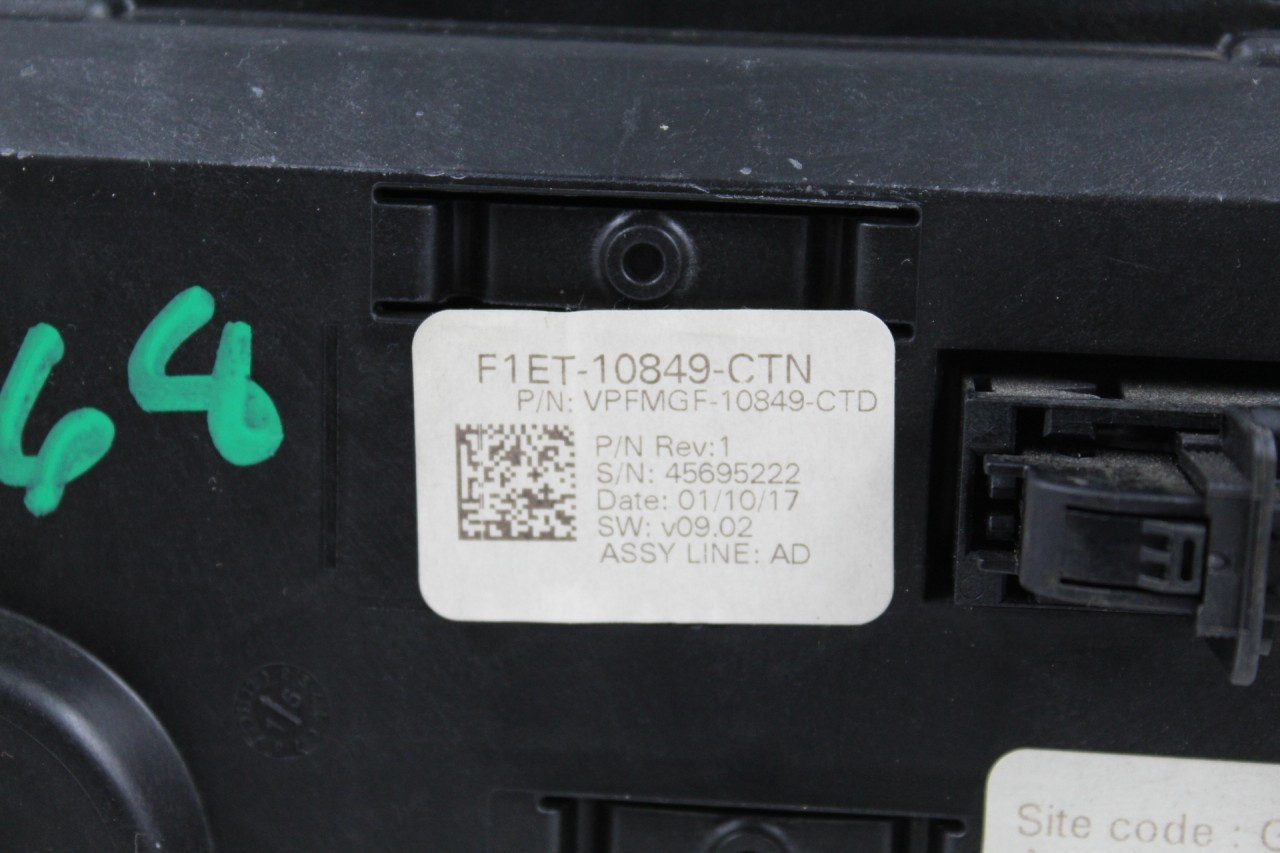 68
F1ET-10849-CTN
P/N: VPFMGF-10849-CTD
P/N Rev:1
S/N: 45695222
Date: 01/10/17
SW: v09.02
ASSY LINE: AD
Site code :